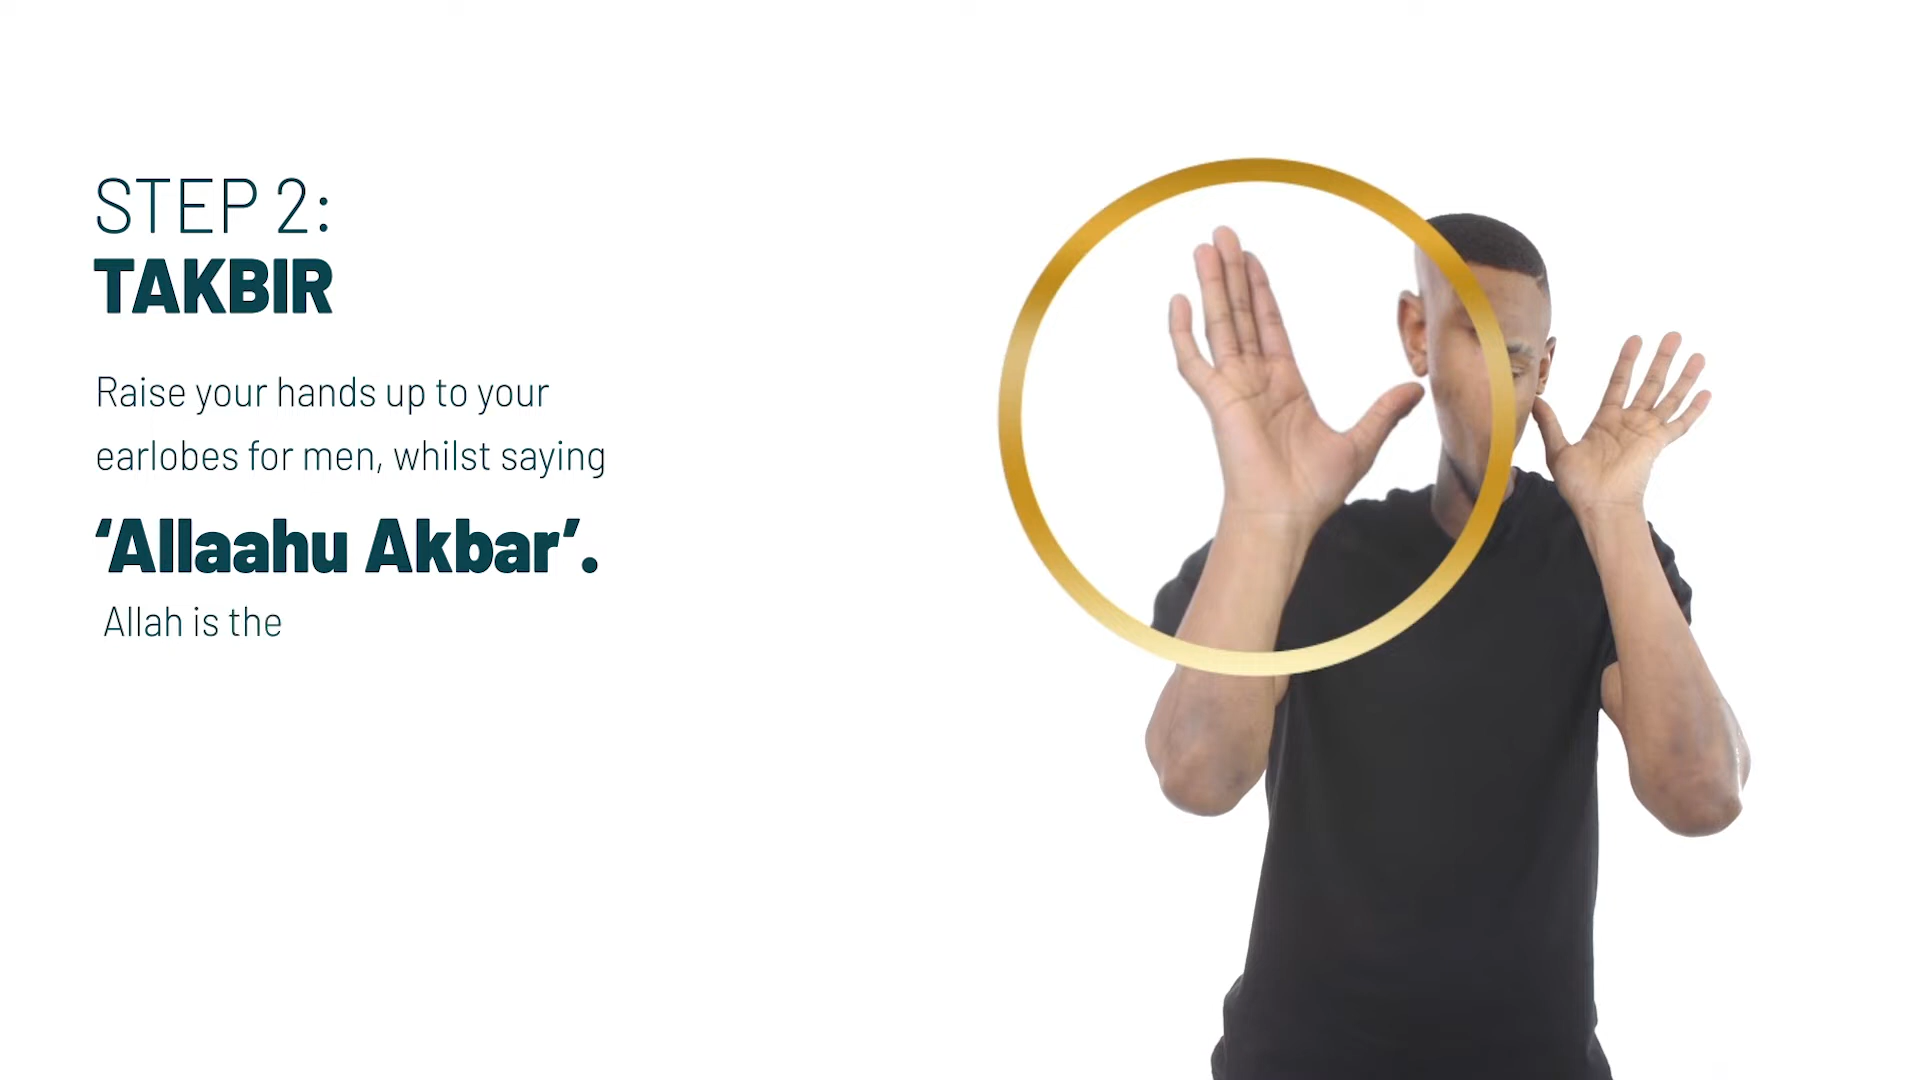 STEP 2:
TAKBIR
Raise your hands up to your
earlobes for men, whilst saying
‘Allaahu Akbar’.
Allah is the